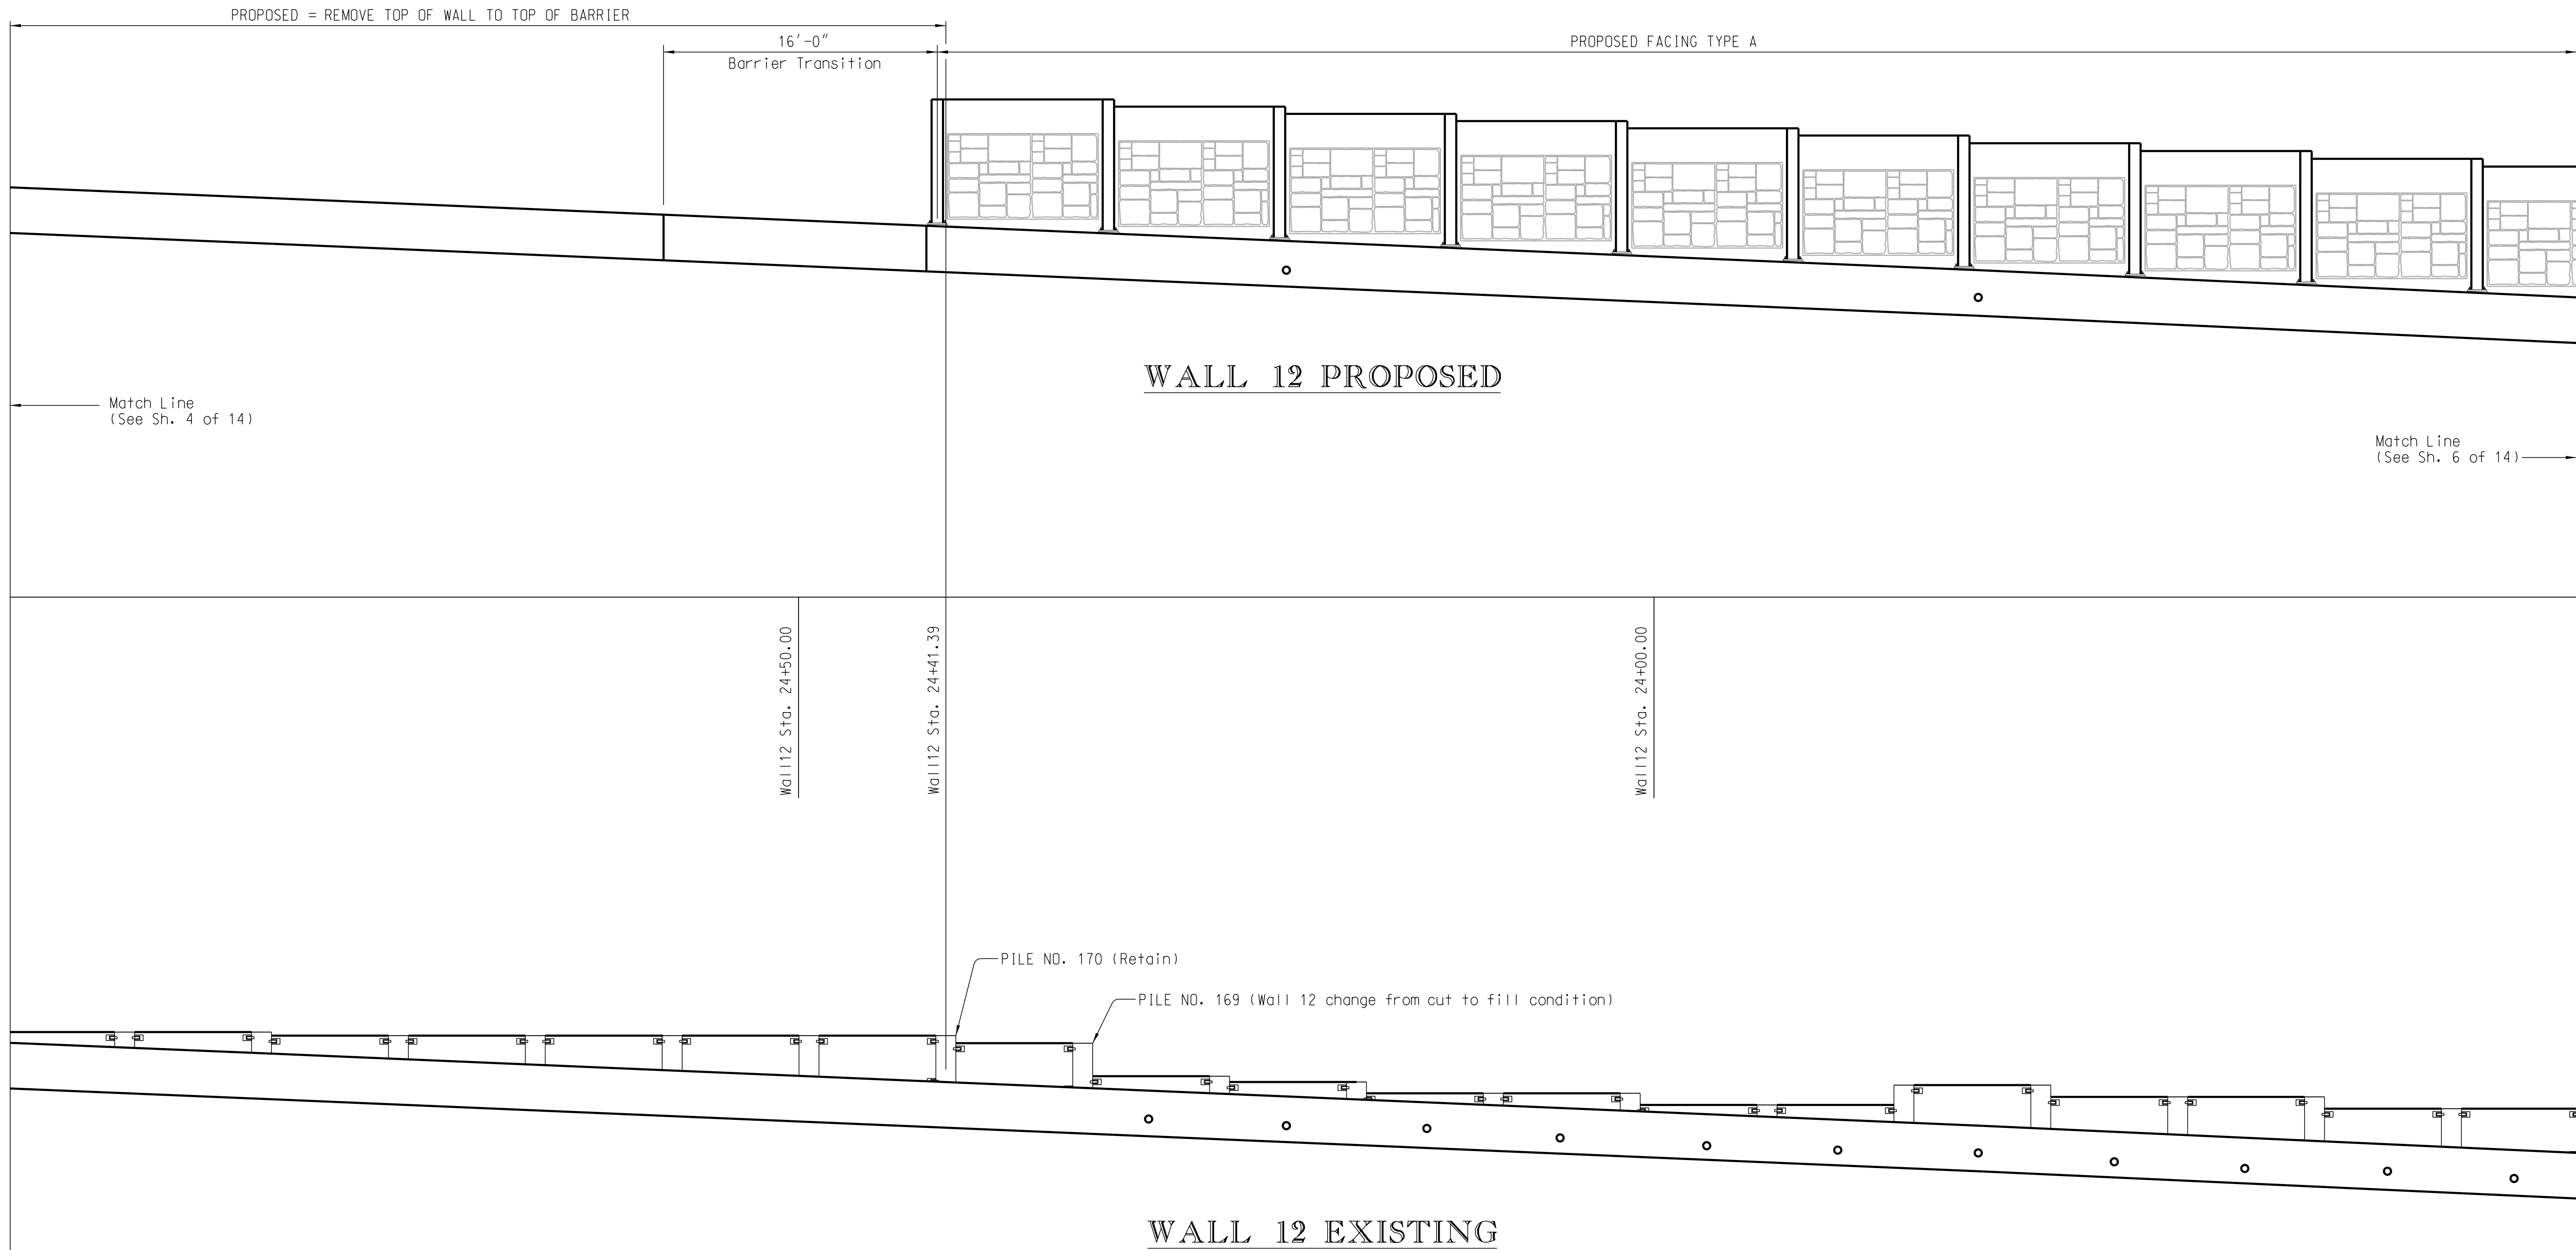 PROPOSED = REMOVE TOP OF WALL TO TOP OF BARRIER
16'-0"
Barrier Transition
PROPOSED FACING TYPE A
WALL 12 PROPOSED
Match Line
(See Sh. 4 of 14)
Match Line
(See Sh. 6 of 14)
Wall12 Sta. 24+50.00
Wall12 Sta. 24+41.39
Wall12 Sta. 24+00.00
PILE NO. 170 (Retain)
PILE NO. 169 (Wall 12 change from cut to fill condition)
WALL 12 EXISTING